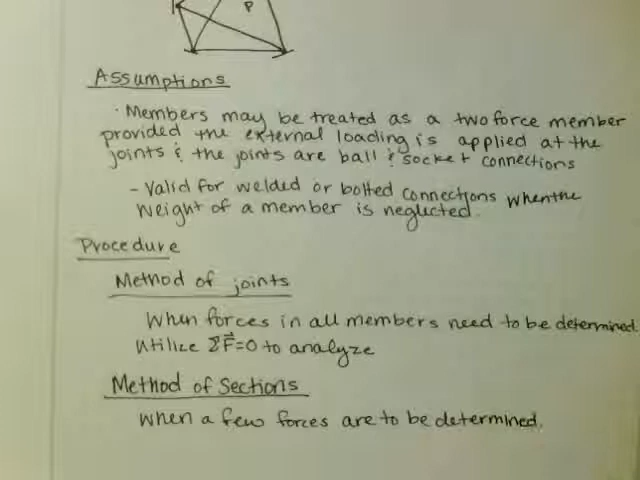 P
Assumptions
· Members may be treated as a two force member
provided the external loading is applied at the
joints & the joints are ball & socket connections
- Valid for welded or bolted connections when the
weight of a member is neglected.
Procedure
Method of joints
When forces in all members need to be determined.
Utilize ΣF⃗=0 to analyze
Method of Sections
when a few forces are to be determined.